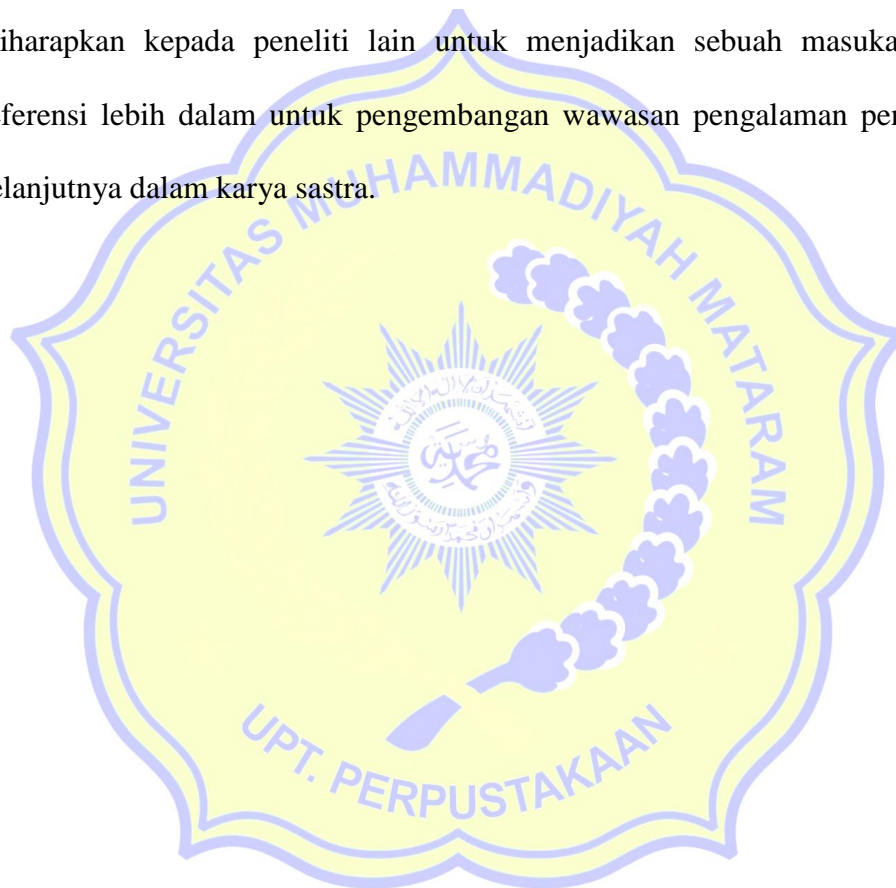 iharapkan kepada peneliti lain untuk menjadikan sebuah masuka
eferensi lebih dalam untuk pengembangan wawasan pengalaman per
elanjutnya dalam karya sastra.
UNIVERSITAS MUHAMMADIYAH MATARAM
UPT. PERPUSTAKAAN